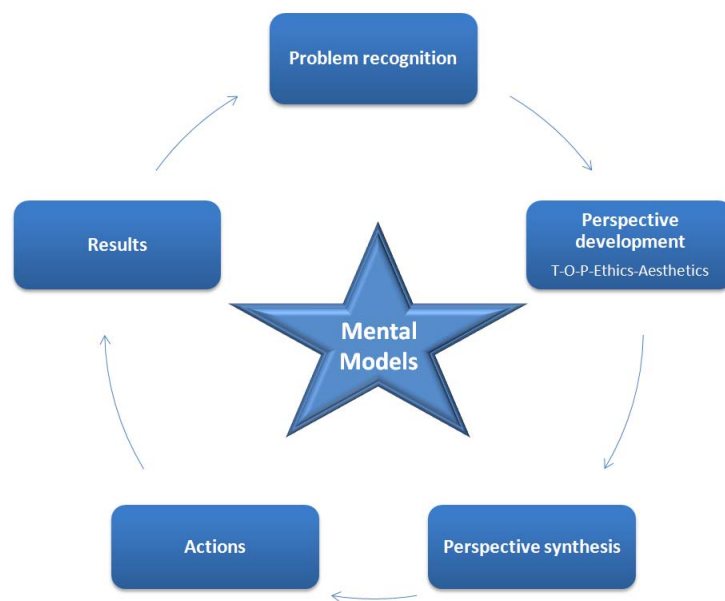 Problem recognition
Perspective
development
T-O-P-Ethics-Aesthetics
Results
Mental
Models
Actions
Perspective synthesis